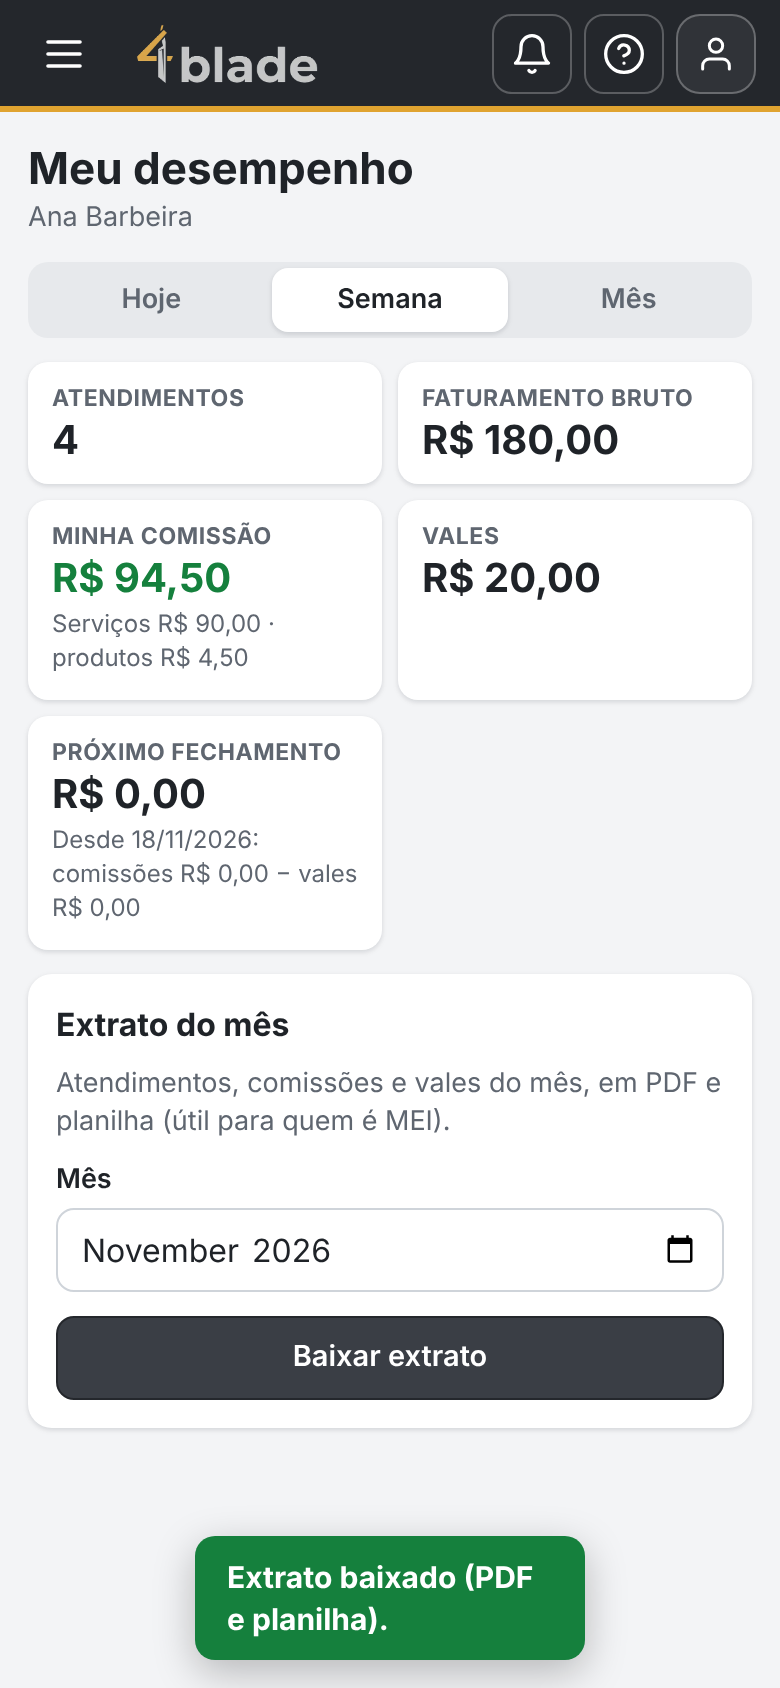 4blade
Meu desempenho
Ana Barbeira
Hoje
Semana
Mês
ATENDIMENTOS
4
FATURAMENTO BRUTO
R$ 180,00
MINHA COMISSÃO
R$ 94,50
Serviços R$ 90,00 ·
produtos R$ 4,50
VALES
R$ 20,00
PRÓXIMO FECHAMENTO
R$ 0,00
Desde 18/11/2026:
comissões R$ 0,00 − vales
R$ 0,00
Extrato do mês
Atendimentos, comissões e vales do mês, em PDF e
planilha (útil para quem é MEI).
Mês
November 2026
Baixar extrato
Extrato baixado (PDF
e planilha).